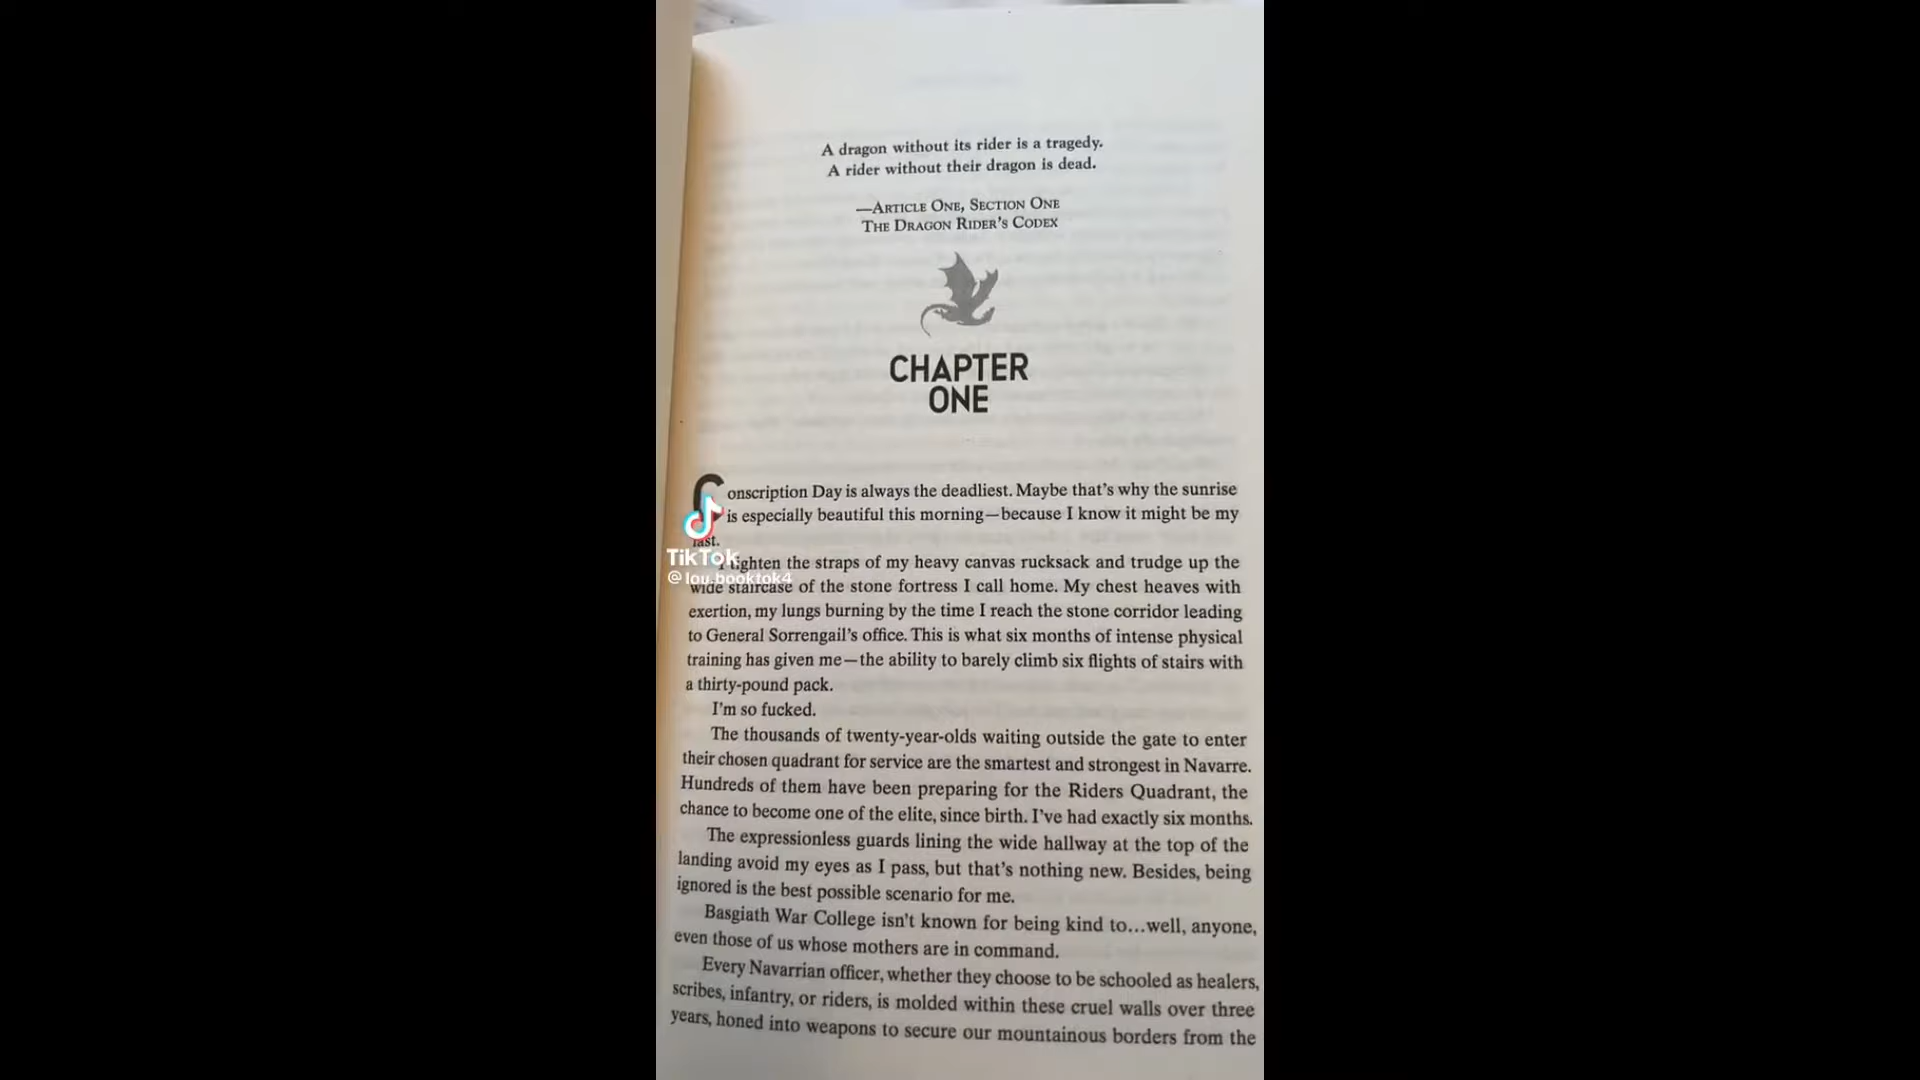 A dragon without its rider is a tragedy.
A rider without their dragon is dead.
—ARTICLE ONE, SECTION ONE
THE DRAGON RIDER'S CODEX
CHAPTER
ONE
Conscription Day is always the deadliest. Maybe that's why the sunrise
is especially beautiful this morning—because I know it might be my
last.
I tighten the straps of my heavy canvas rucksack and trudge up the
wide staircase of the stone fortress I call home. My chest heaves with
exertion, my lungs burning by the time I reach the stone corridor leading
to General Sorrengail's office. This is what six months of intense physical
training has given me—the ability to barely climb six flights of stairs with
a thirty-pound pack.
I'm so fucked.
The thousands of twenty-year-olds waiting outside the gate to enter
their chosen quadrant for service are the smartest and strongest in Navarre.
Hundreds of them have been preparing for the Riders Quadrant, the
chance to become one of the elite, since birth. I've had exactly six months.
The expressionless guards lining the wide hallway at the top of the
landing avoid my eyes as I pass, but that's nothing new. Besides, being
ignored is the best possible scenario for me.
Basgiath War College isn't known for being kind to…well, anyone,
even those of us whose mothers are in command.
Every Navarrian officer, whether they choose to be schooled as healers,
scribes, infantry, or riders, is molded within these cruel walls over three
years, honed into weapons to secure our mountainous borders from the
TikTok
@lou.booktok4